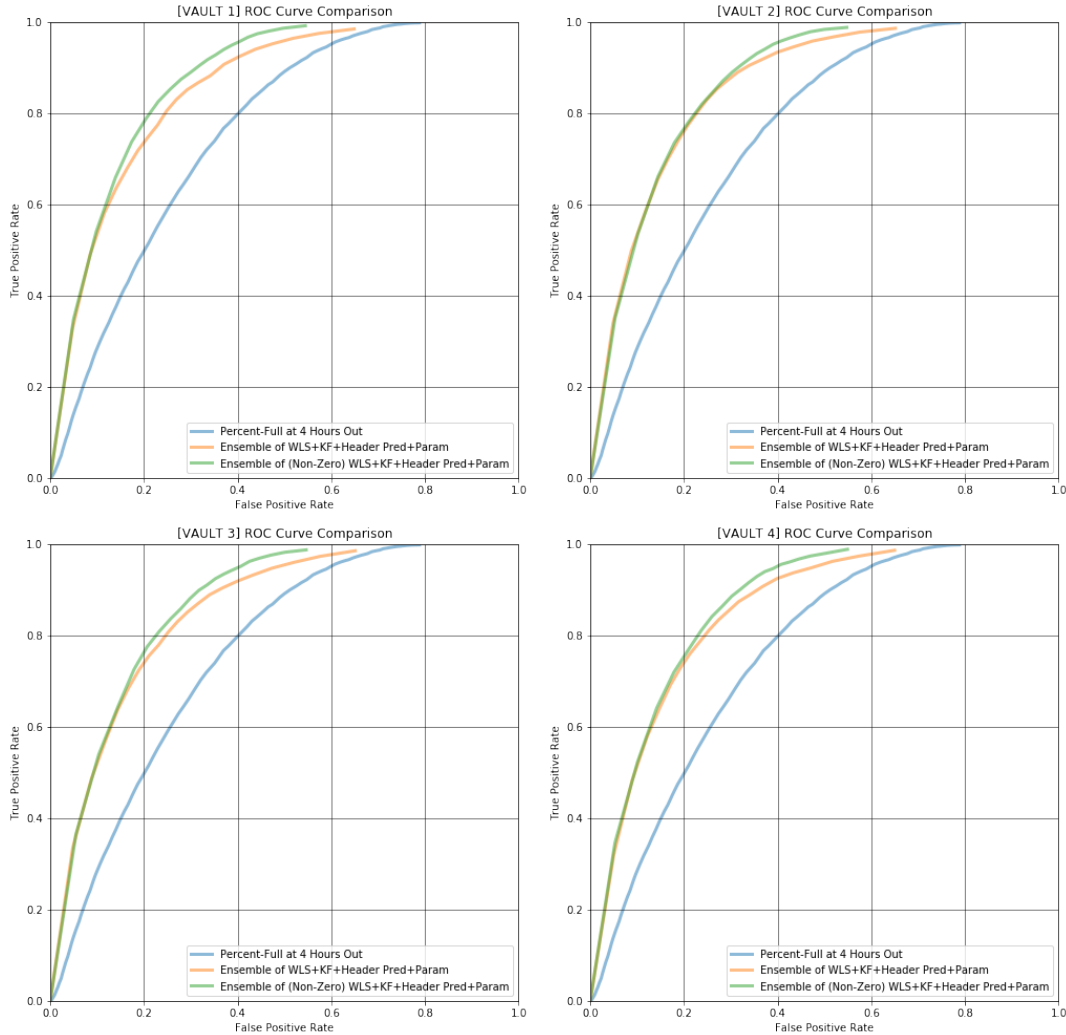 [VAULT 1] ROC Curve Comparison
1.0
0.8
0.6
0.4
0.2
0.0
True Positive Rate
Percent-Full at 4 Hours Out
Ensemble of WLS+KF+Header Pred+Param
Ensemble of (Non-Zero) WLS+KF+Header Pred+Param
0.0 0.2 0.4 0.6 0.8 1.0
False Positive Rate
[VAULT 2] ROC Curve Comparison
1.0
0.8
0.6
0.4
0.2
0.0
True Positive Rate
Percent-Full at 4 Hours Out
Ensemble of WLS+KF+Header Pred+Param
Ensemble of (Non-Zero) WLS+KF+Header Pred+Param
0.0 0.2 0.4 0.6 0.8 1.0
False Positive Rate
[VAULT 3] ROC Curve Comparison
1.0
0.8
0.6
0.4
0.2
0.0
True Positive Rate
Percent-Full at 4 Hours Out
Ensemble of WLS+KF+Header Pred+Param
Ensemble of (Non-Zero) WLS+KF+Header Pred+Param
0.0 0.2 0.4 0.6 0.8 1.0
False Positive Rate
[VAULT 4] ROC Curve Comparison
1.0
0.8
0.6
0.4
0.2
0.0
True Positive Rate
Percent-Full at 4 Hours Out
Ensemble of WLS+KF+Header Pred+Param
Ensemble of (Non-Zero) WLS+KF+Header Pred+Param
0.0 0.2 0.4 0.6 0.8 1.0
False Positive Rate